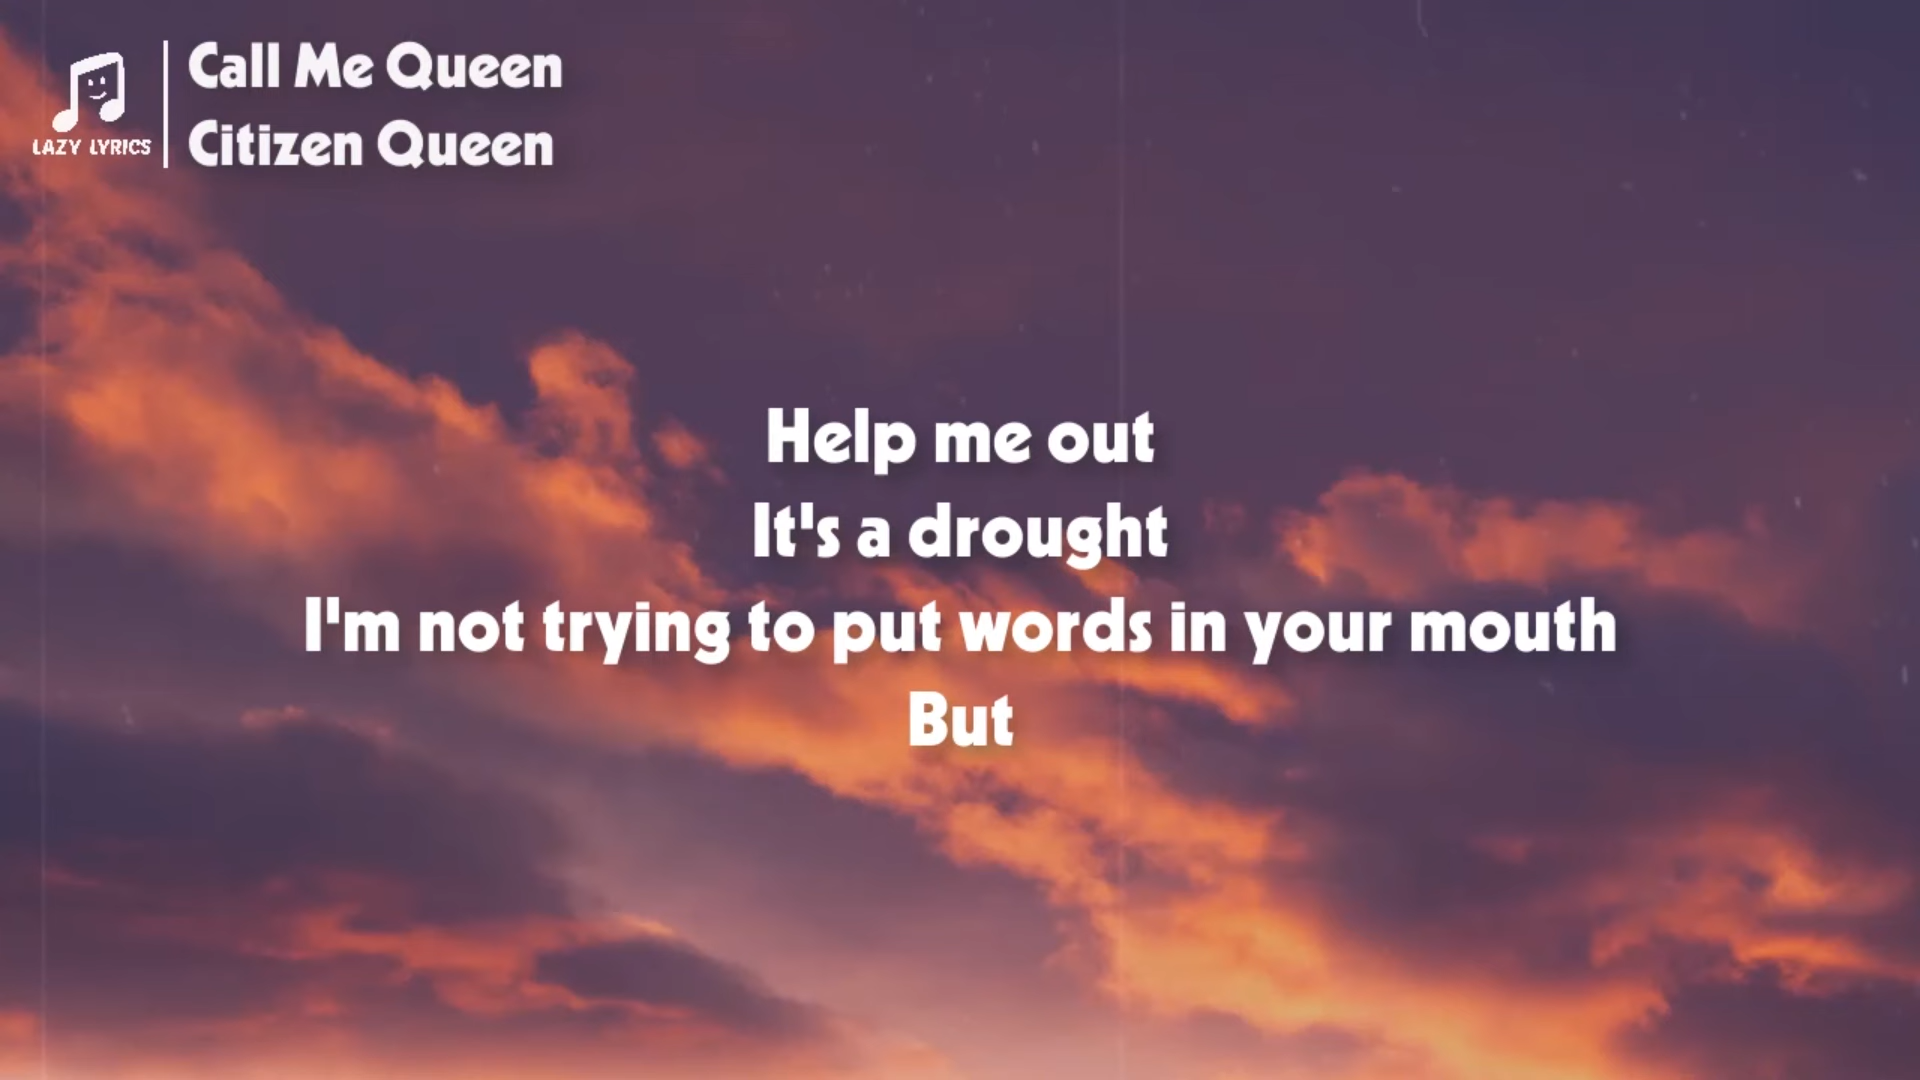 Call Me Queen
Citizen Queen
LAZY LYRICS
Help me out
It's a drought
I'm not trying to put words in your mouth
But